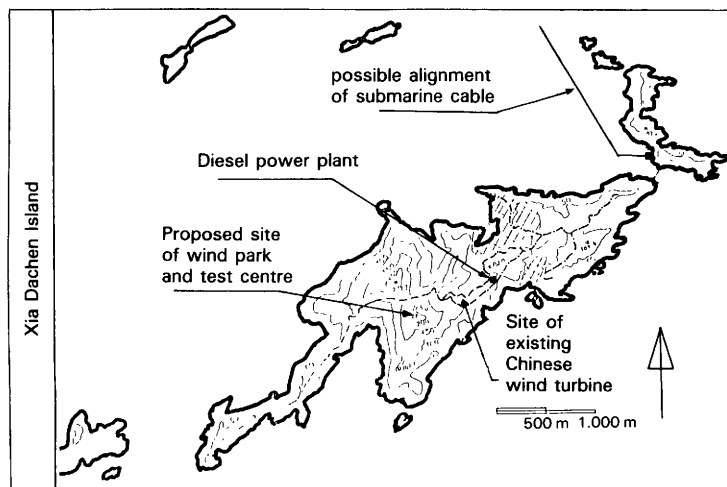 Xia Dachen Island
possible alignment
of submarine cable
Diesel power plant
Proposed site
of wind park
and test centre
Site of
existing
Chinese
wind turbine
500 m 1.000 m